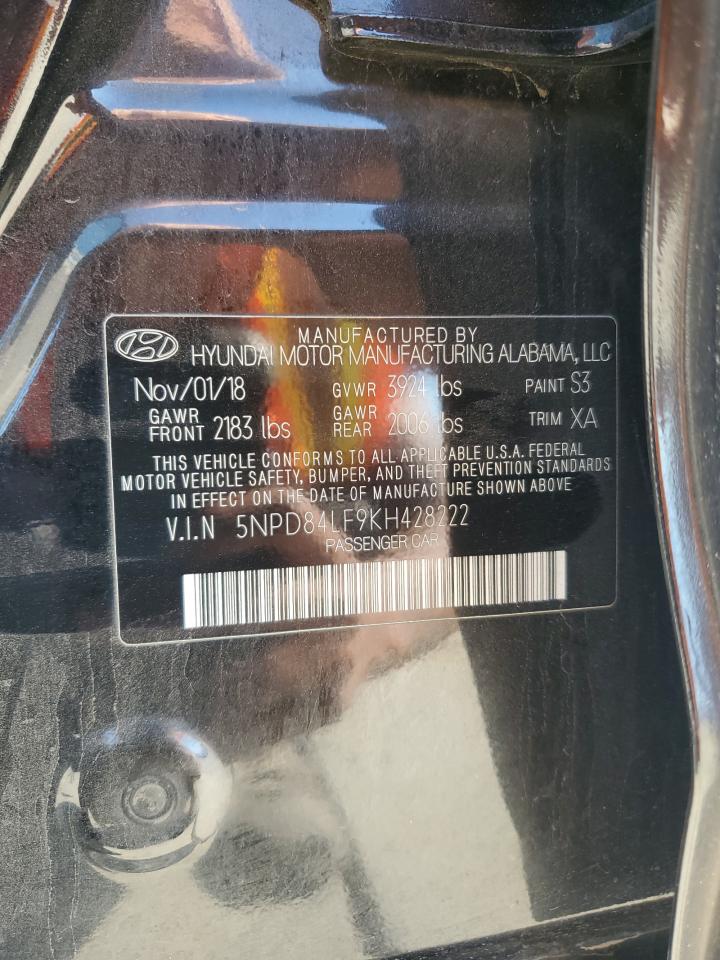 MANUFACTURED BY
HYUNDAI MOTOR MANUFACTURING ALABAMA, LLC
Nov/01/18 GVWR 3924 lbs PAINT S3
GAWR FRONT 2183 lbs GAWR REAR 2006 lbs TRIM XA
THIS VEHICLE CONFORMS TO ALL APPLICABLE U.S.A. FEDERAL
MOTOR VEHICLE SAFETY, BUMPER, AND THEFT PREVENTION STANDARDS
IN EFFECT ON THE DATE OF MANUFACTURE SHOWN ABOVE
V.I.N 5NPD84LF9KH428222
PASSENGER CAR